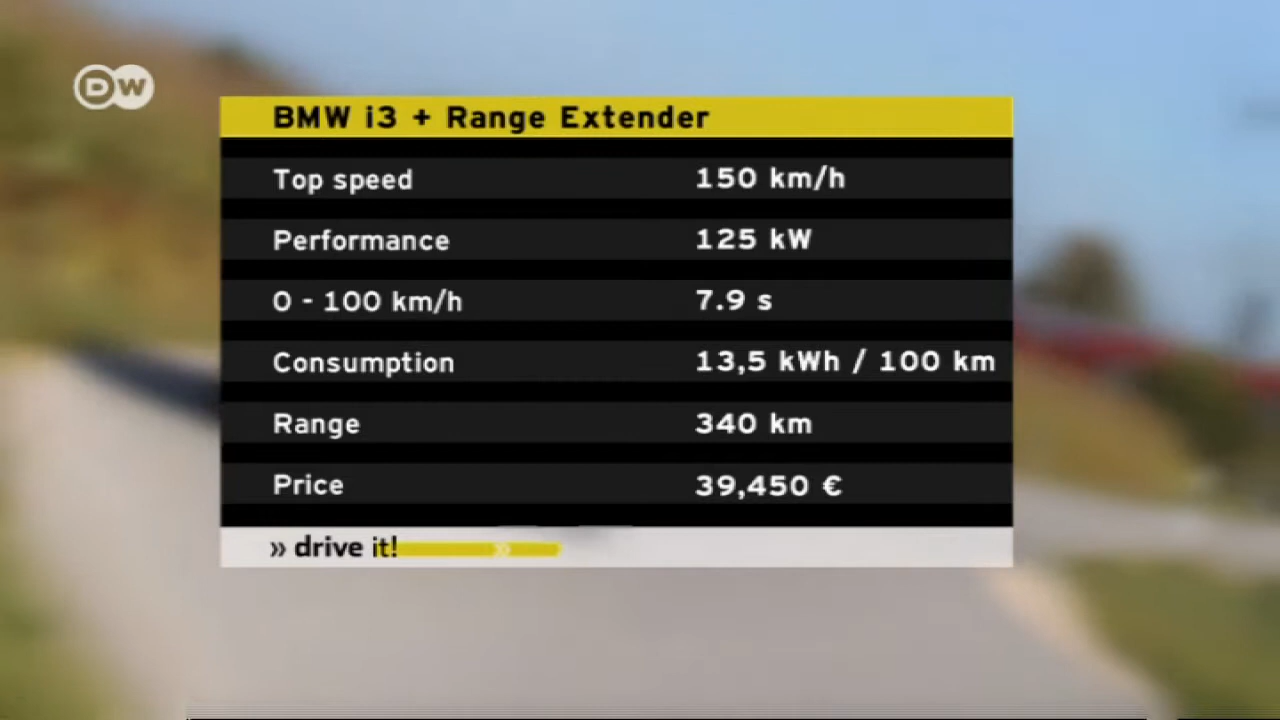 DW
BMW i3 + Range Extender
Top speed 150 km/h
Performance 125 kW
0 - 100 km/h 7.9 s
Consumption 13,5 kWh / 100 km
Range 340 km
Price 39,450 €
» drive it! »